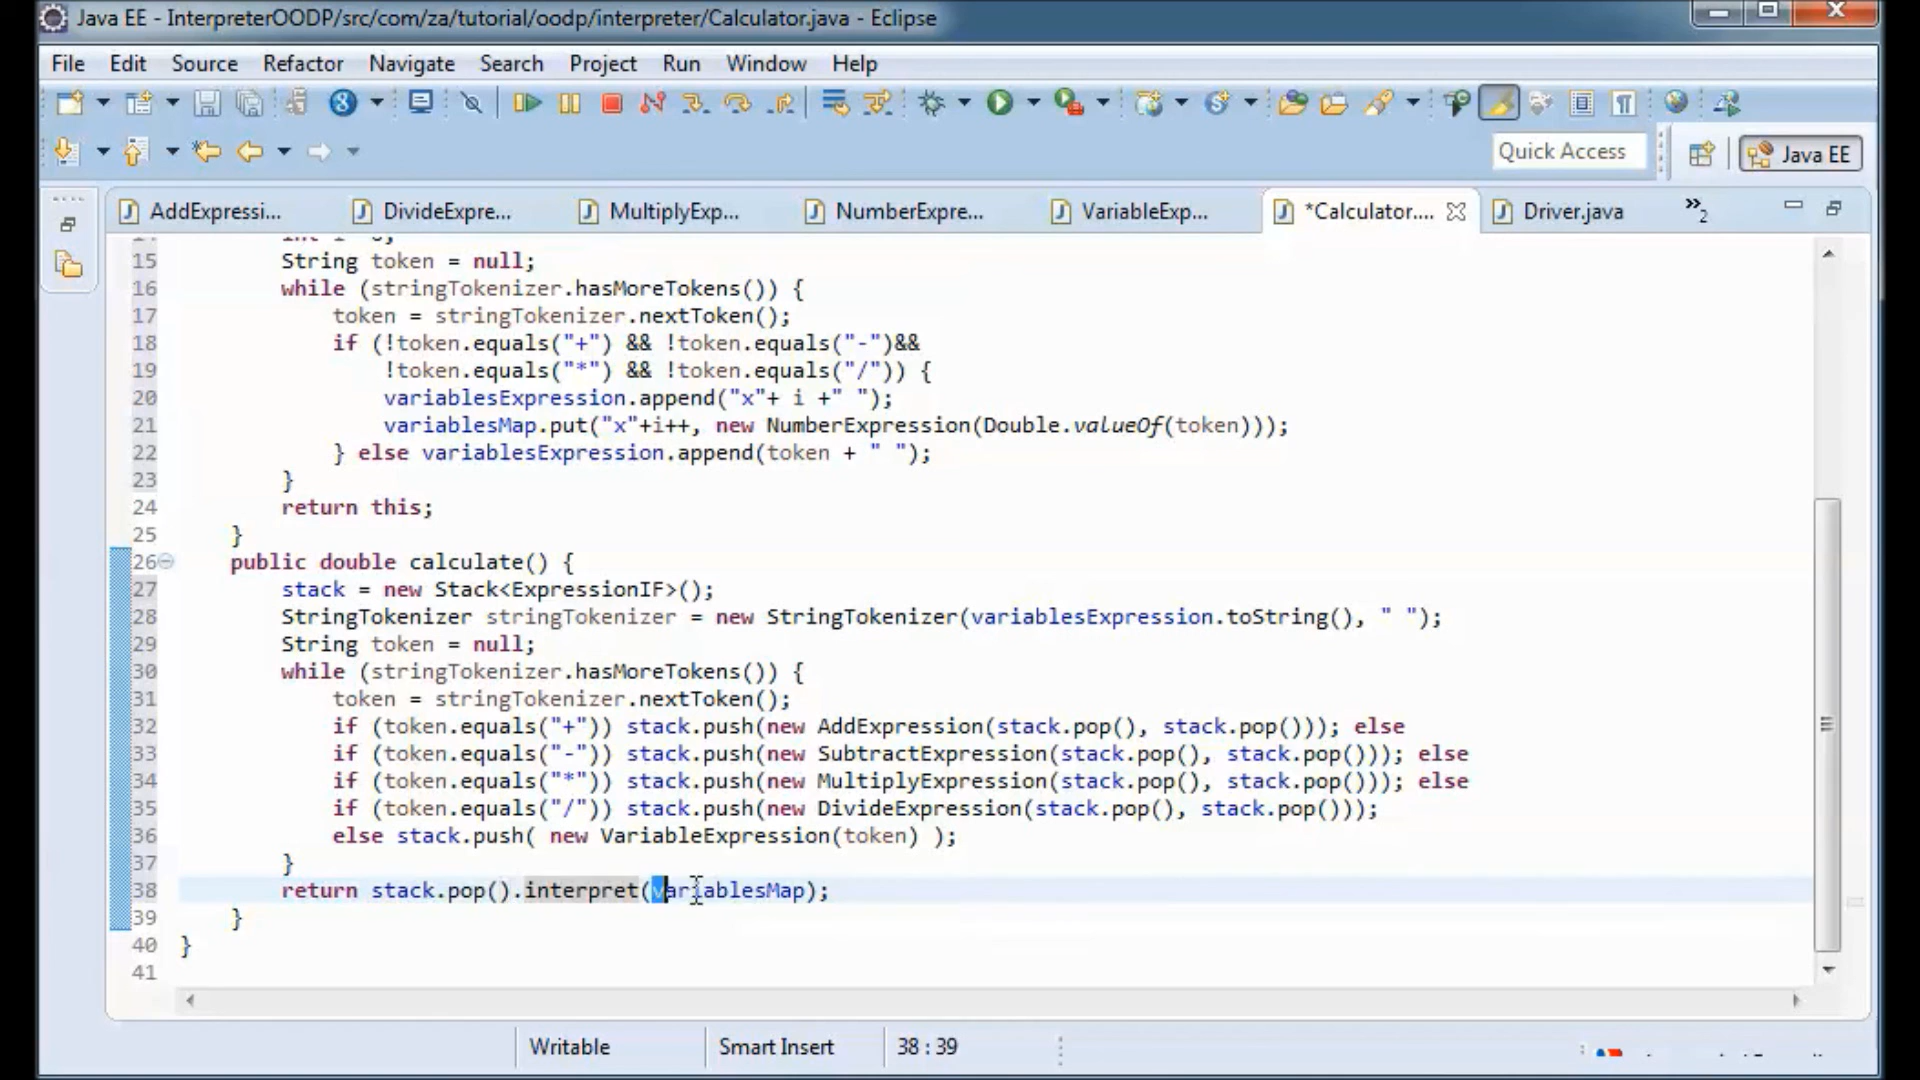 Java EE - InterpreterOODP/src/com/za/tutorial/oodp/interpreter/Calculator.java - Eclipse
File Edit Source Refactor Navigate Search Project Run Window Help
Quick Access Java EE
AddExpressi... DivideExpre... MultiplyExp... NumberExpre... VariableExp... *Calculator.... Driver.java »2
15 String token = null;
16 while (stringTokenizer.hasMoreTokens()) {
17 token = stringTokenizer.nextToken();
18 if (!token.equals("+") && !token.equals("-")&&
19 !token.equals("*") && !token.equals("/")) {
20 variablesExpression.append("x"+ i +" ");
21 variablesMap.put("x"+i++, new NumberExpression(Double.valueOf(token)));
22 } else variablesExpression.append(token + " ");
23 }
24 return this;
25 }
26 public double calculate() {
27 stack = new Stack<ExpressionIF>();
28 StringTokenizer stringTokenizer = new StringTokenizer(variablesExpression.toString(), " ");
29 String token = null;
30 while (stringTokenizer.hasMoreTokens()) {
31 token = stringTokenizer.nextToken();
32 if (token.equals("+")) stack.push(new AddExpression(stack.pop(), stack.pop())); else
33 if (token.equals("-")) stack.push(new SubtractExpression(stack.pop(), stack.pop())); else
34 if (token.equals("*")) stack.push(new MultiplyExpression(stack.pop(), stack.pop())); else
35 if (token.equals("/")) stack.push(new DivideExpression(stack.pop(), stack.pop()));
36 else stack.push( new VariableExpression(token) );
37 }
38 return stack.pop().interpret(variablesMap);
39 }
40 }
41
Writable Smart Insert 38 : 39